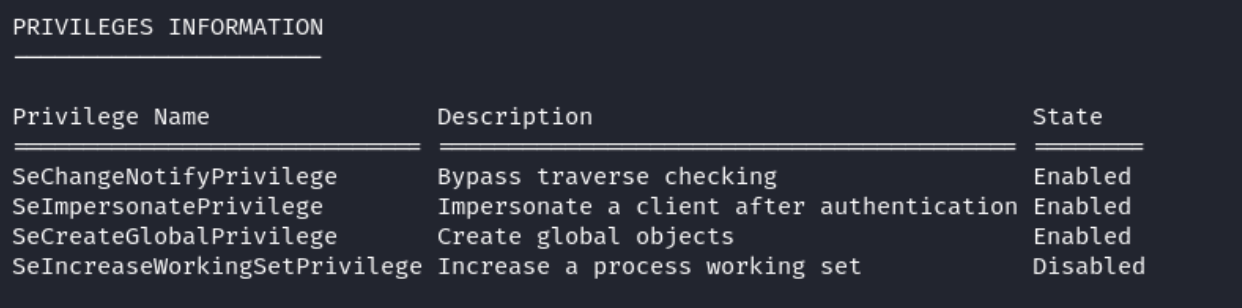 PRIVILEGES INFORMATION
Privilege Name Description State
SeChangeNotifyPrivilege Bypass traverse checking Enabled
SeImpersonatePrivilege Impersonate a client after authentication Enabled
SeCreateGlobalPrivilege Create global objects Enabled
SeIncreaseWorkingSetPrivilege Increase a process working set Disabled